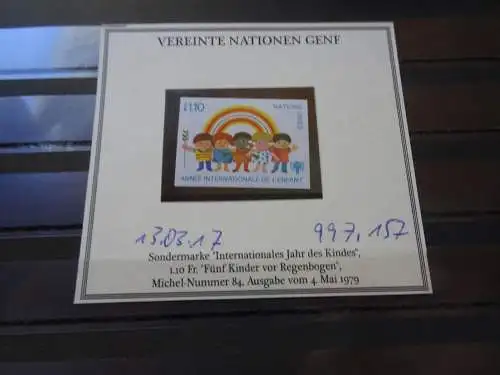 VEREINTE NATIONEN GENF
1.10
NATIONS
UNIES
ANNÉE INTERNATIONALE DE L'ENFANT
13.03.17
997,157
Sondermarke "Internationales Jahr des Kindes",
1.10 Fr. "Fünf Kinder vor Regenbogen",
Michel-Nummer 84, Ausgabe vom 4. Mai 1979